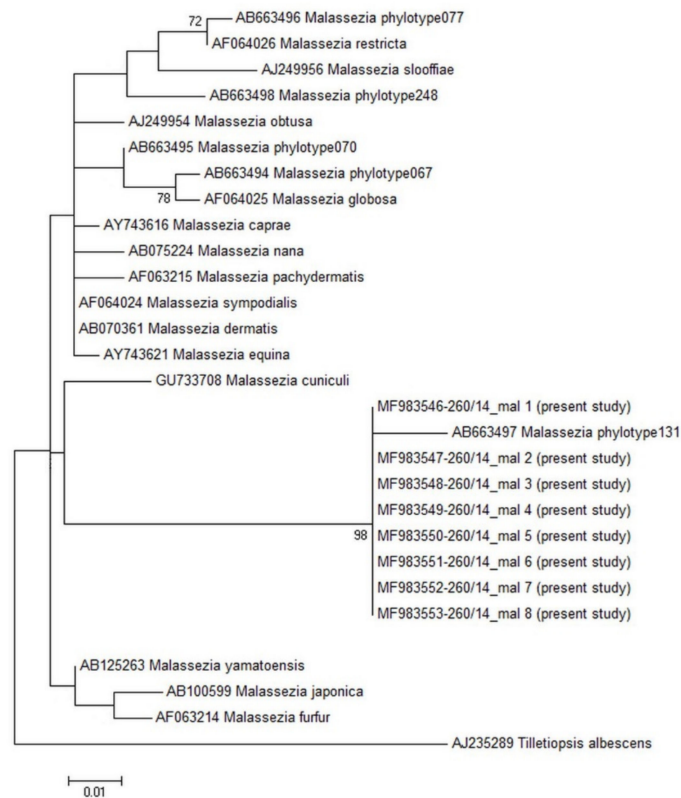 72
AB663496 Malassezia phylotype077
AF064026 Malassezia restricta
AJ249956 Malassezia slooffiae
AB663498 Malassezia phylotype248
AJ249954 Malassezia obtusa
AB663495 Malassezia phylotype070
AB663494 Malassezia phylotype067
78
AF064025 Malassezia globosa
AY743616 Malassezia caprae
AB075224 Malassezia nana
AF063215 Malassezia pachydermatis
AF064024 Malassezia sympodialis
AB070361 Malassezia dermatis
AY743621 Malassezia equina
GU733708 Malassezia cuniculi
MF983546-260/14_mal 1 (present study)
AB663497 Malassezia phylotype131
MF983547-260/14_mal 2 (present study)
MF983548-260/14_mal 3 (present study)
MF983549-260/14_mal 4 (present study)
98
MF983550-260/14_mal 5 (present study)
MF983551-260/14_mal 6 (present study)
MF983552-260/14_mal 7 (present study)
MF983553-260/14_mal 8 (present study)
AB125263 Malassezia yamatoensis
AB100599 Malassezia japonica
AF063214 Malassezia furfur
AJ235289 Tilletiopsis albescens
0.01